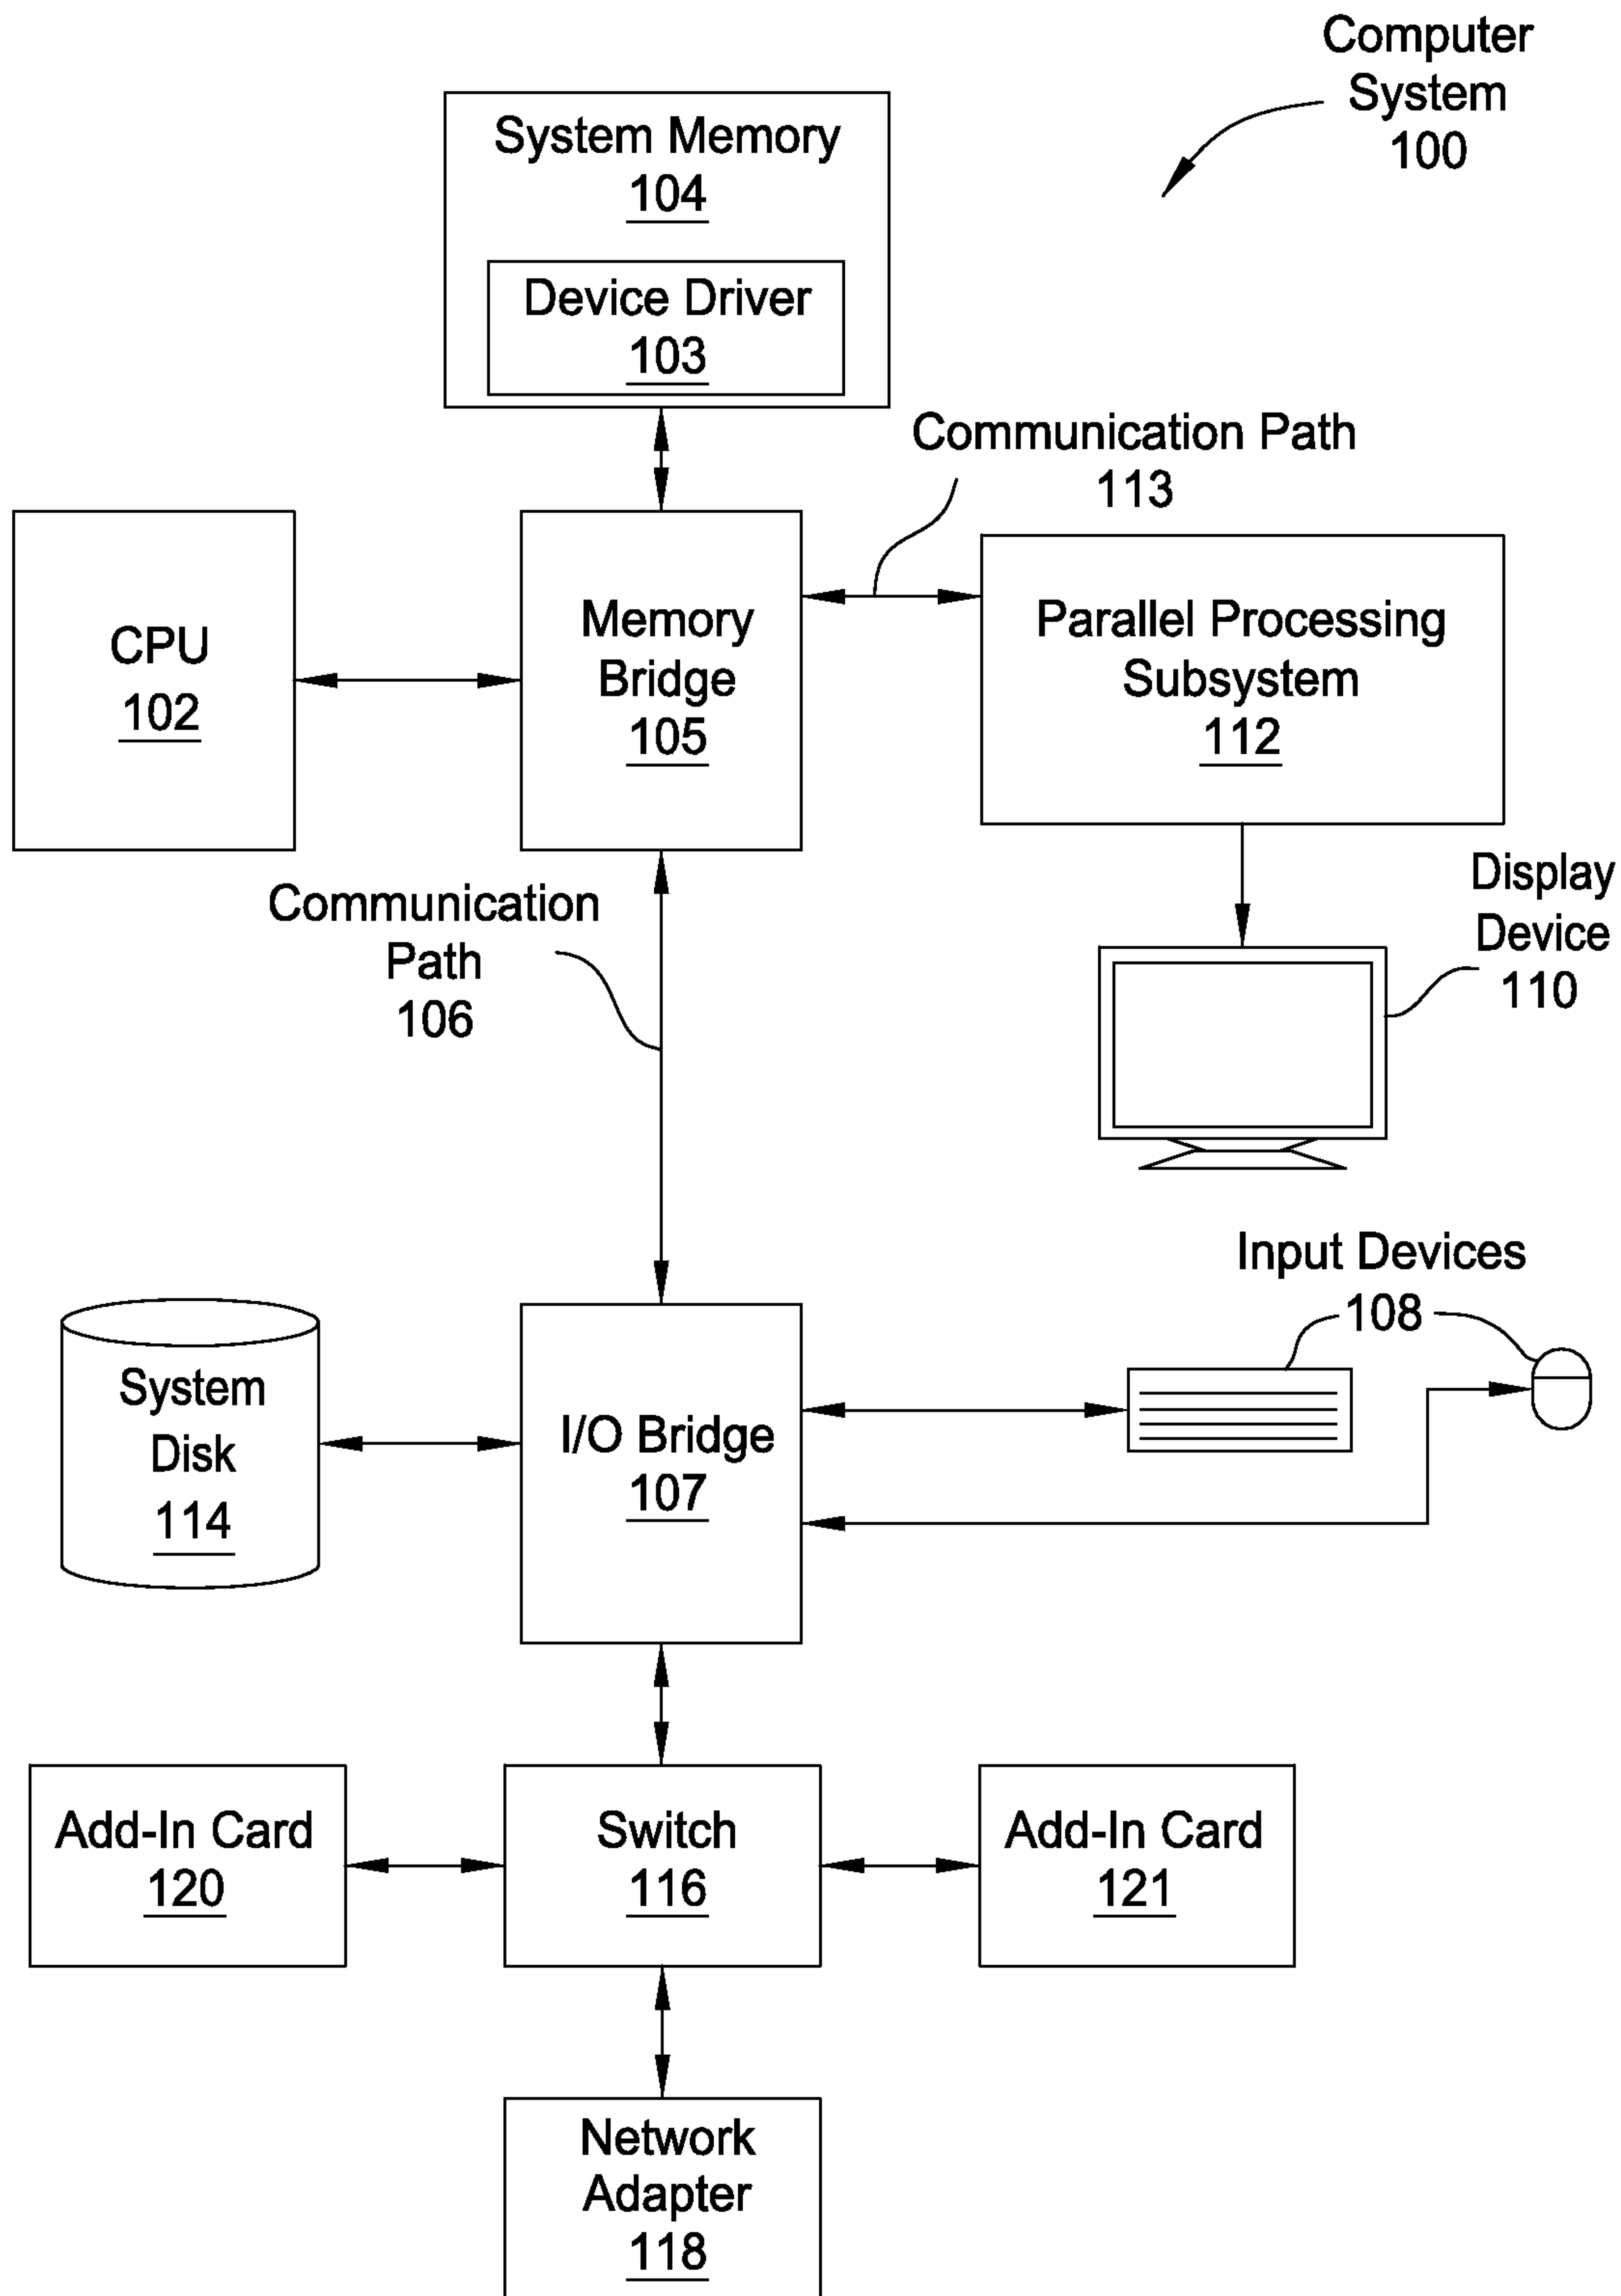 Computer
System
100
System Memory
104
Device Driver
103
Communication Path
113
CPU
102
Memory
Bridge
105
Parallel Processing
Subsystem
112
Communication
Path
106
Display
Device
110
Input Devices
108
System
Disk
114
I/O Bridge
107
Add-In Card
120
Switch
116
Add-In Card
121
Network
Adapter
118